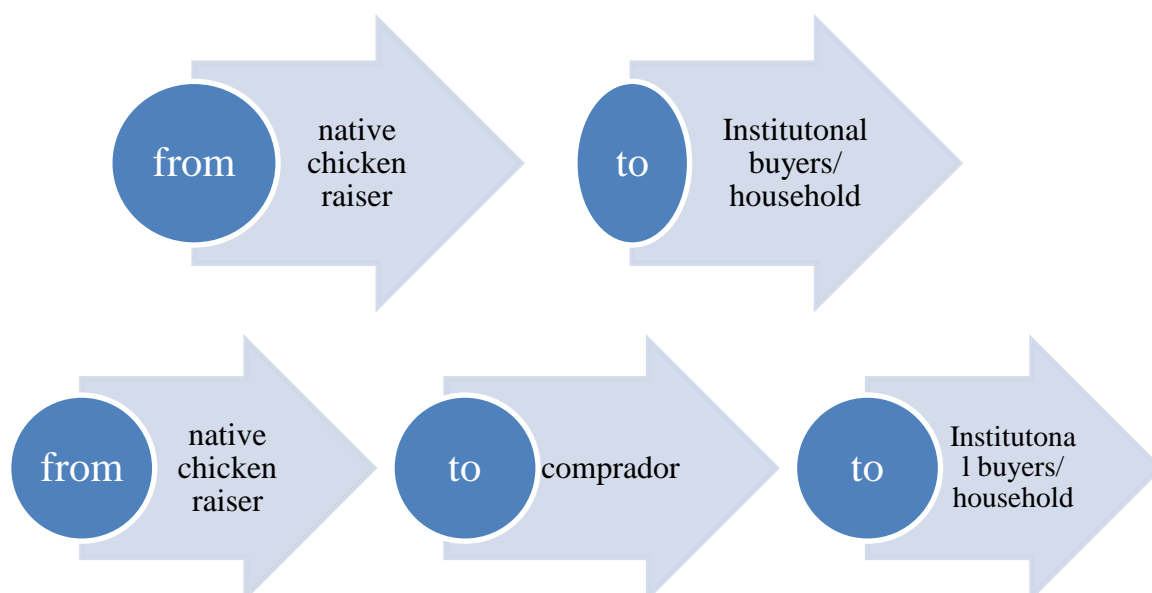 from
native
chicken
raiser
to
Institutonal
buyers/
household
from
native
chicken
raiser
to
comprador
to
Institutona
l buyers/
household